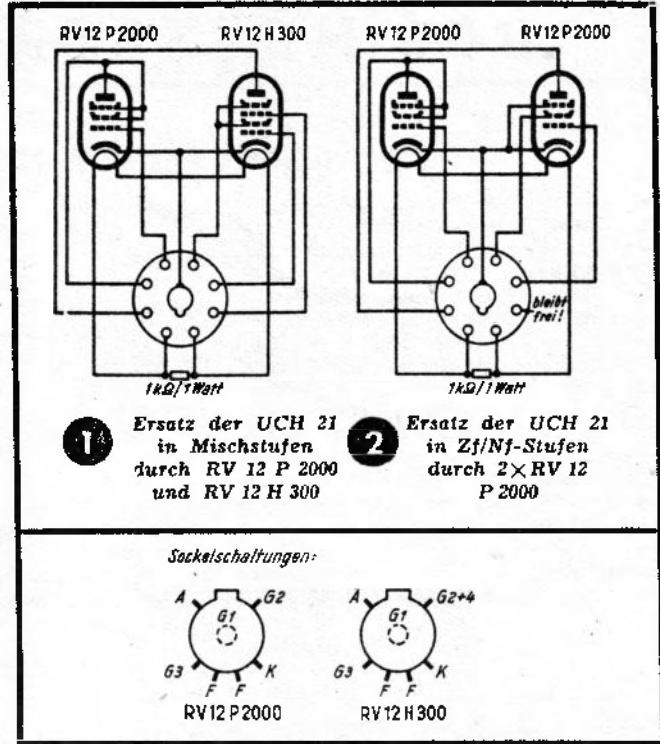 RV12P2000 RV12H300
RV12P2000 RV12P2000
bleibt
frei!
1kΩ/1Watt
1kΩ/1Watt
1 Ersatz der UCH 21
in Mischstufen
durch RV 12 P 2000
und RV 12 H 300
2 Ersatz der UCH 21
in Zf/Nf-Stufen
durch 2×RV 12
P 2000
Sockelschaltungen:
A G2
G1
G3 K
F F
RV12P2000
A G2+4
G1
G3 K
F F
RV12H300